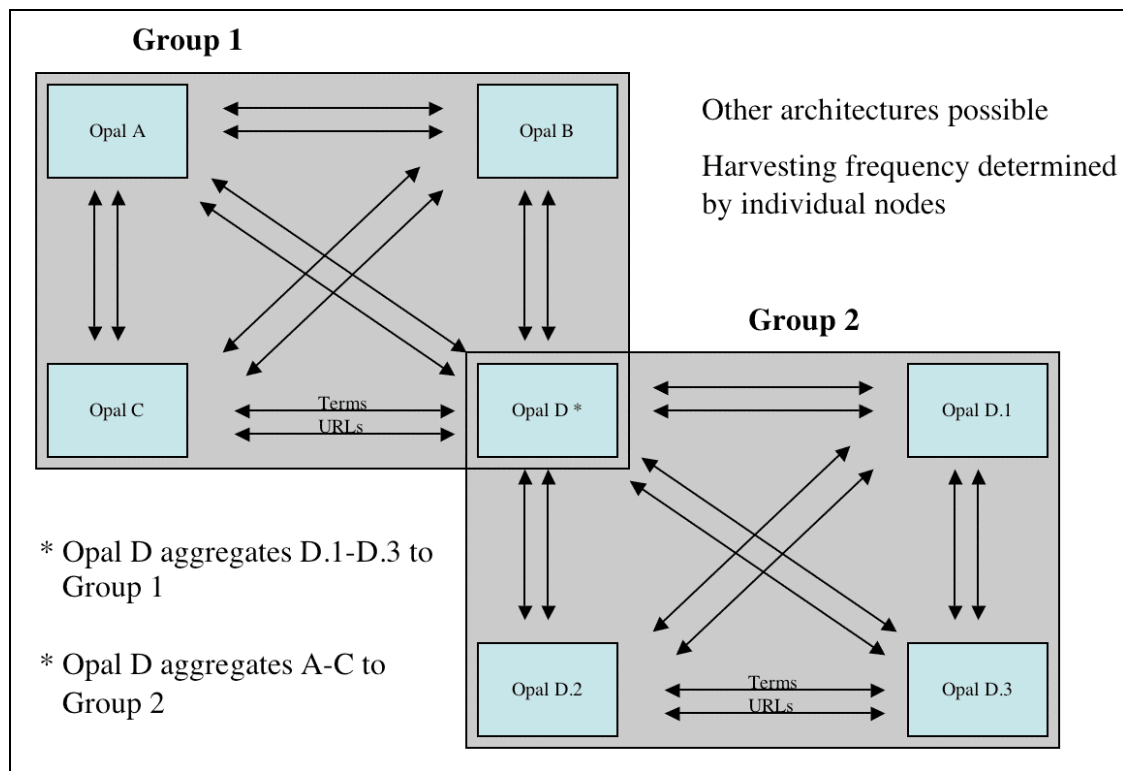 Group 1
Opal A
Opal B
Other architectures possible
Harvesting frequency determined
by individual nodes
Group 2
Opal C
Terms
URLs
Opal D *
Opal D.1
* Opal D aggregates D.1-D.3 to
Group 1
* Opal D aggregates A-C to
Group 2
Opal D.2
Terms
URLs
Opal D.3